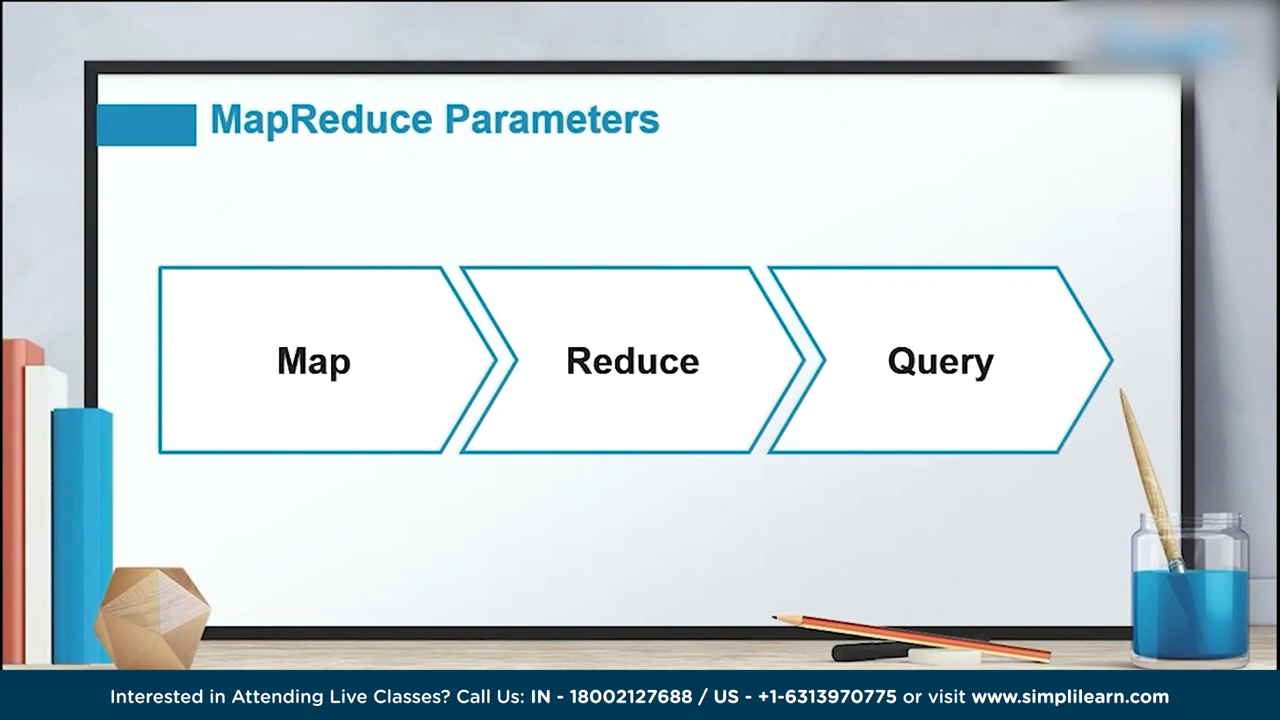 MapReduce Parameters
Map
Reduce
Query
Interested in Attending Live Classes? Call Us: IN - 18002127688 / US - +1-6313970775 or visit www.simplilearn.com